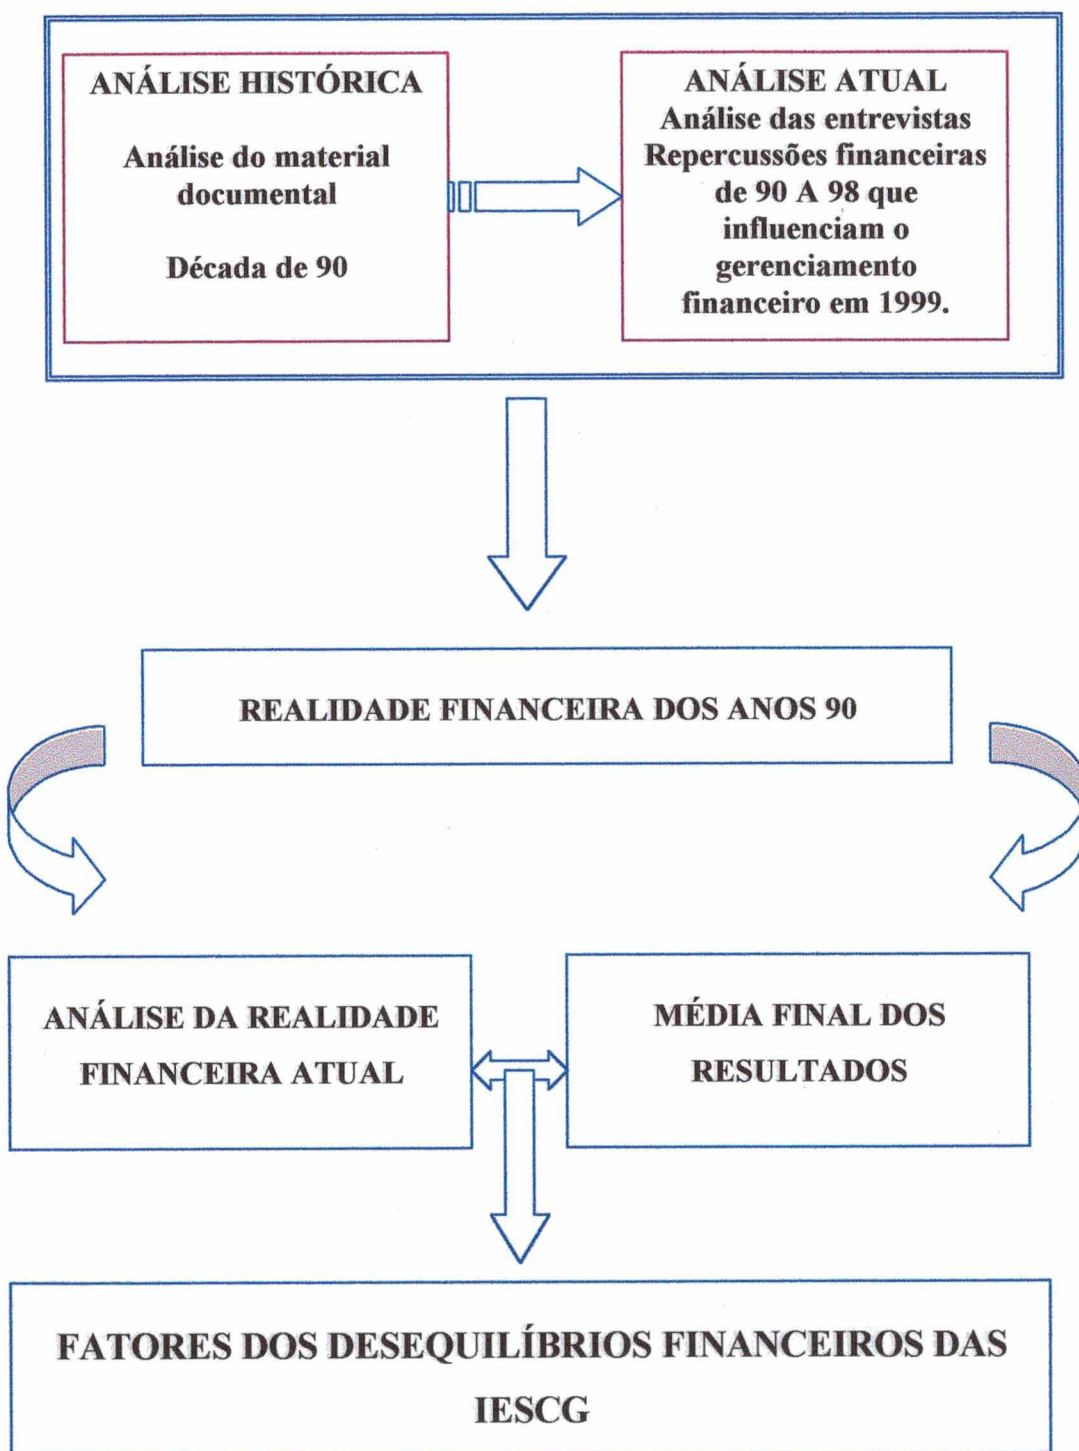 ANÁLISE HISTÓRICA
Análise do material
documental
Década de 90
ANÁLISE ATUAL
Análise das entrevistas
Repercussões financeiras
de 90 A 98 que
influenciam o
gerenciamento
financeiro em 1999.
REALIDADE FINANCEIRA DOS ANOS 90
ANÁLISE DA REALIDADE
FINANCEIRA ATUAL
MÉDIA FINAL DOS
RESULTADOS
FATORES DOS DESEQUILÍBRIOS FINANCEIROS DAS
IESCG